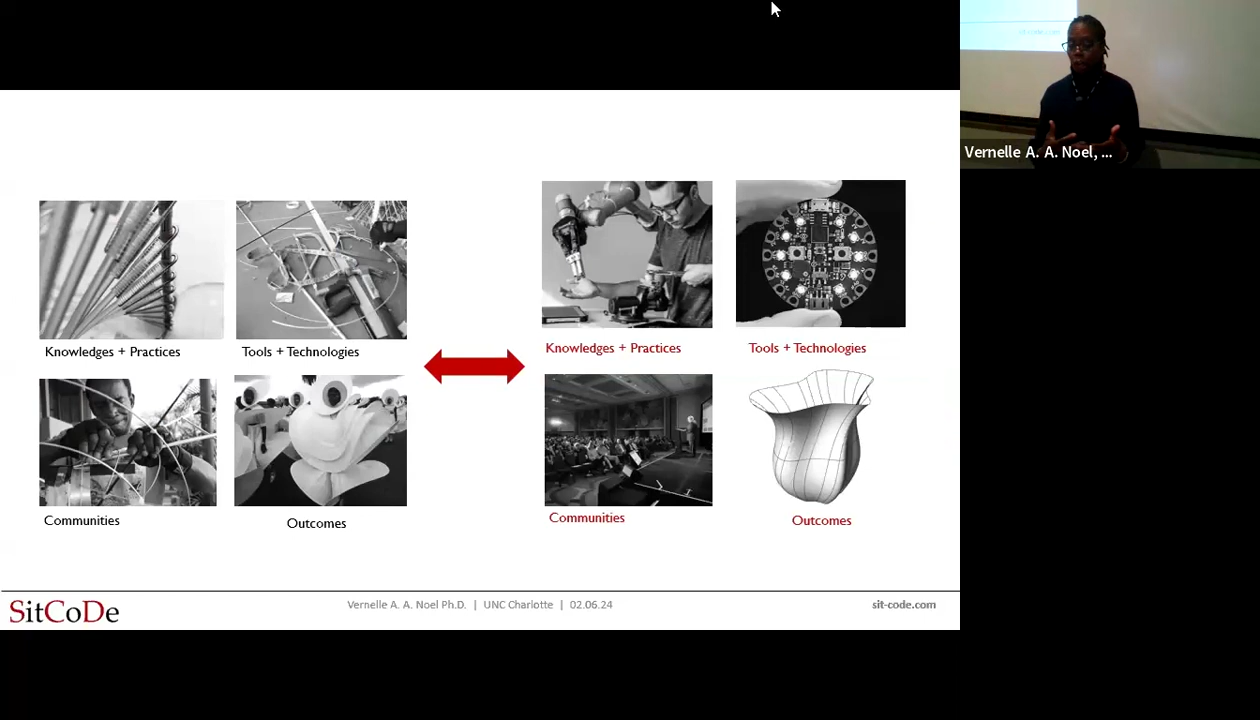 Vernelle A. A. Noel, ...
Knowledges + Practices
Tools + Technologies
Knowledges + Practices
Tools + Technologies
Communities
Outcomes
Communities
Outcomes
SitCoDe
Vernelle A. A. Noel Ph.D. | UNC Charlotte | 02.06.24
sit-code.com